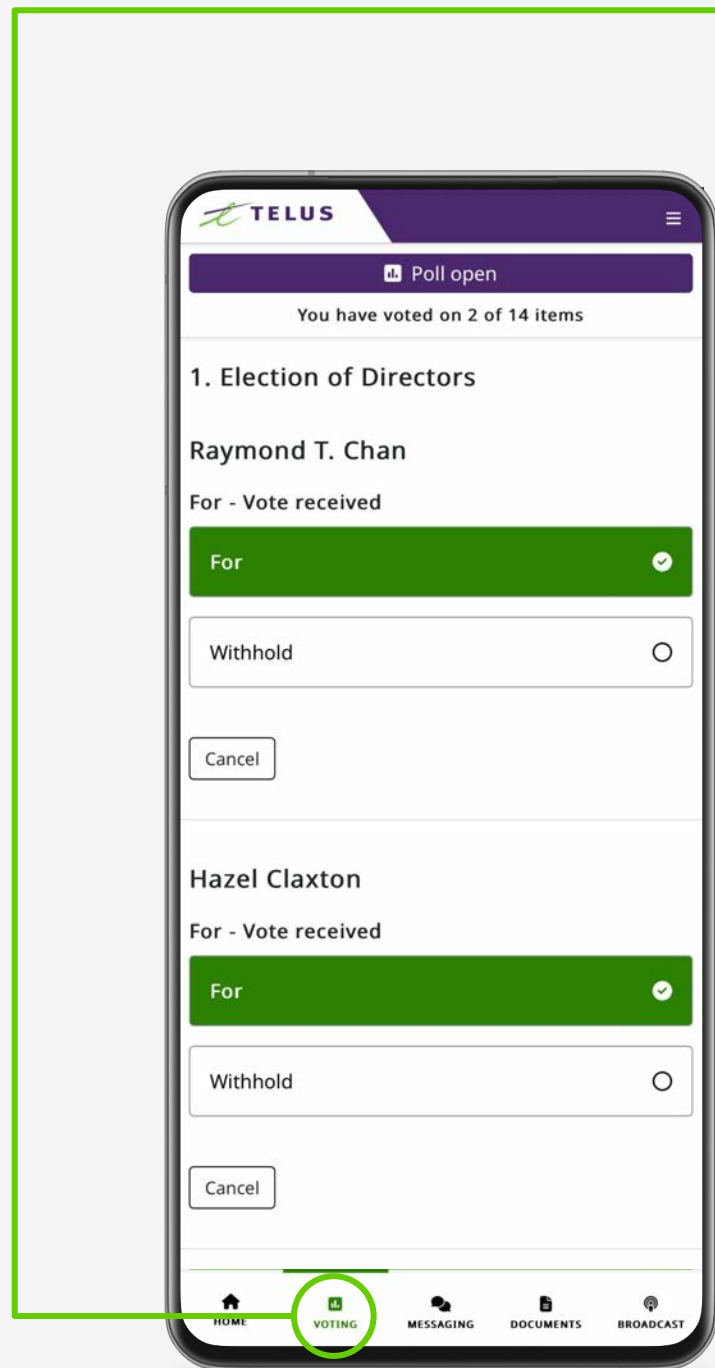 TELUS
Poll open
You have voted on 2 of 14 items
1. Election of Directors
Raymond T. Chan
For - Vote received
For
Withhold
Cancel
Hazel Claxton
For - Vote received
For
Withhold
Cancel
HOME VOTING MESSAGING DOCUMENTS BROADCAST